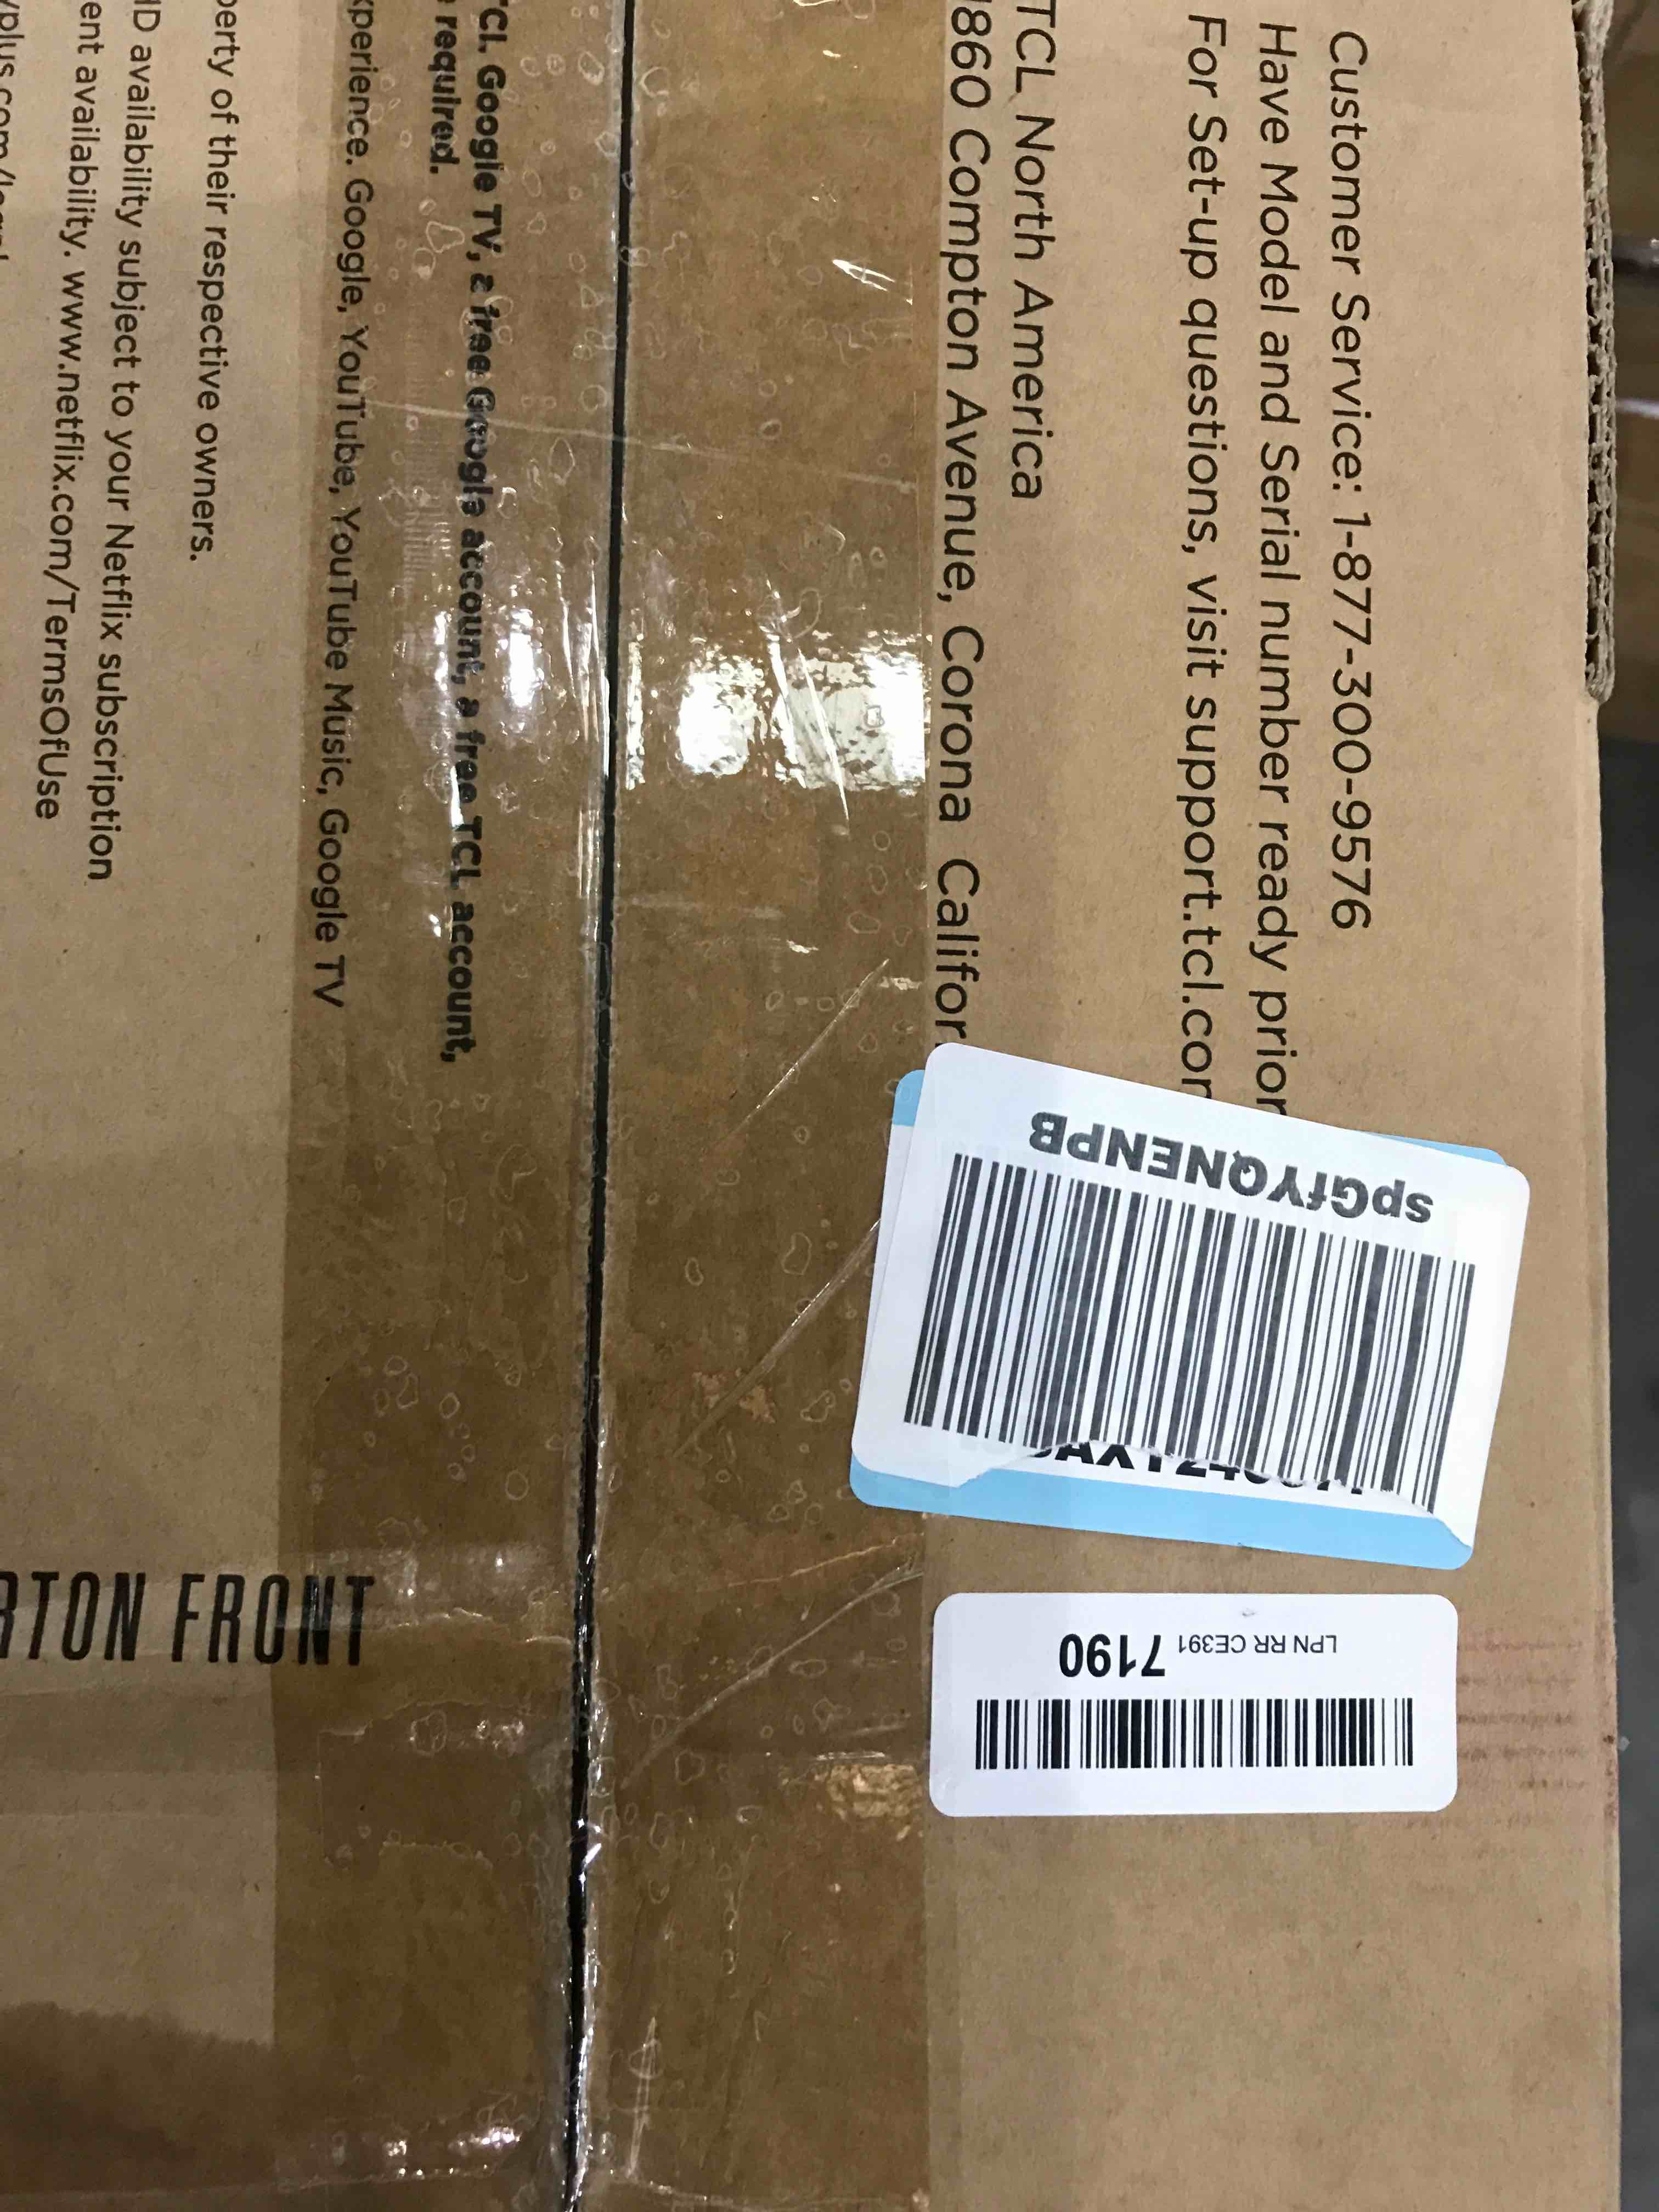 Customer Service: 1-877-300-9576
Have Model and Serial number ready prior
For Set-up questions, visit support.tcl.com
TCL North America
1860 Compton Avenue, Corona Califor
TCL Google TV, a free Google account, a free TCL account,
required.
xperience. Google, YouTube, YouTube Music, Google TV
perty of their respective owners.
HD availability subject to your Netflix subscription
ent availability. www.netflix.com/TermsOfUse
spGfYQNENPB
LPN RR CE391 7190
RTON FRONT